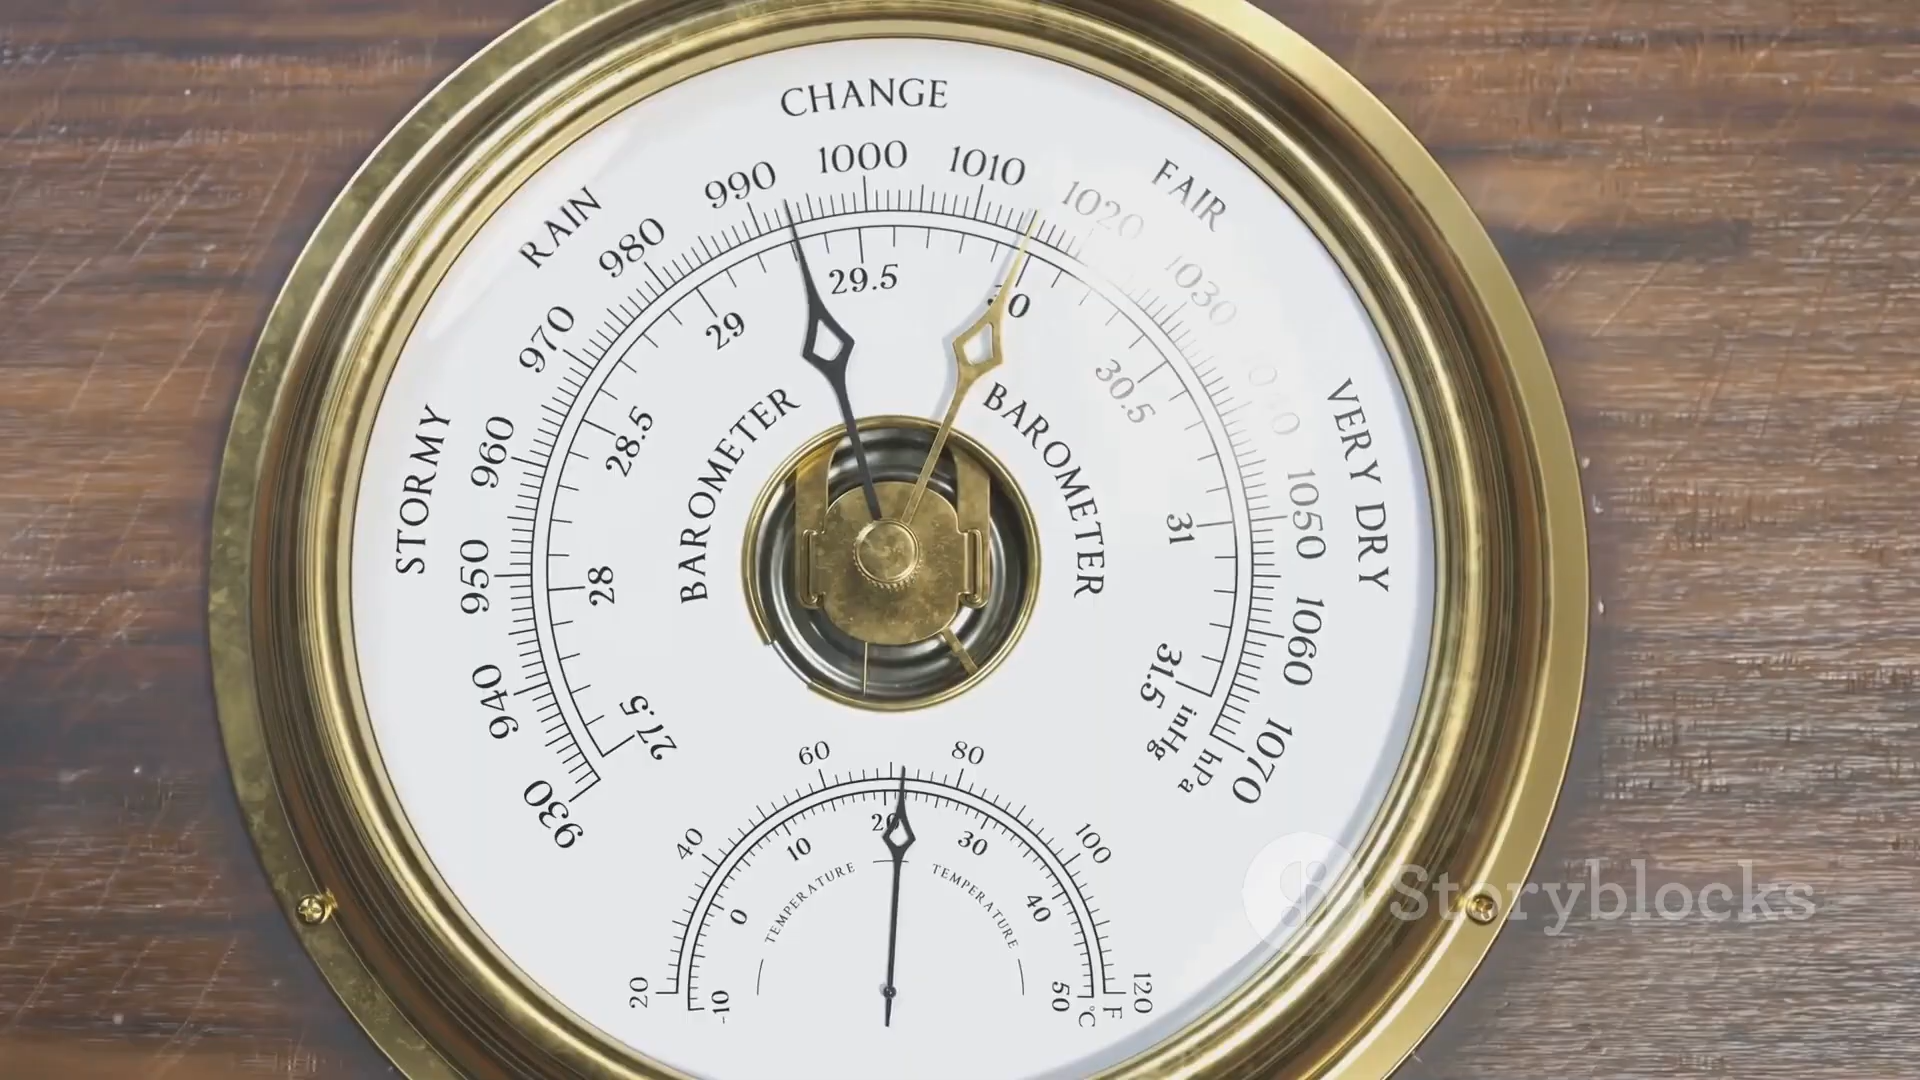 CHANGE
RAIN
FAIR
STORMY
VERY DRY
930
940
950
960
970
980
990
1000
1010
1020
1030
1050
1060
1070
hPa
27.5
28
28.5
29
29.5
30.5
31
31.5
inHg
BAROMETER
BAROMETER
20
40
60
80
100
120
F
-10
0
10
20
30
40
50
°C
TEMPERATURE
TEMPERATURE
Storyblocks